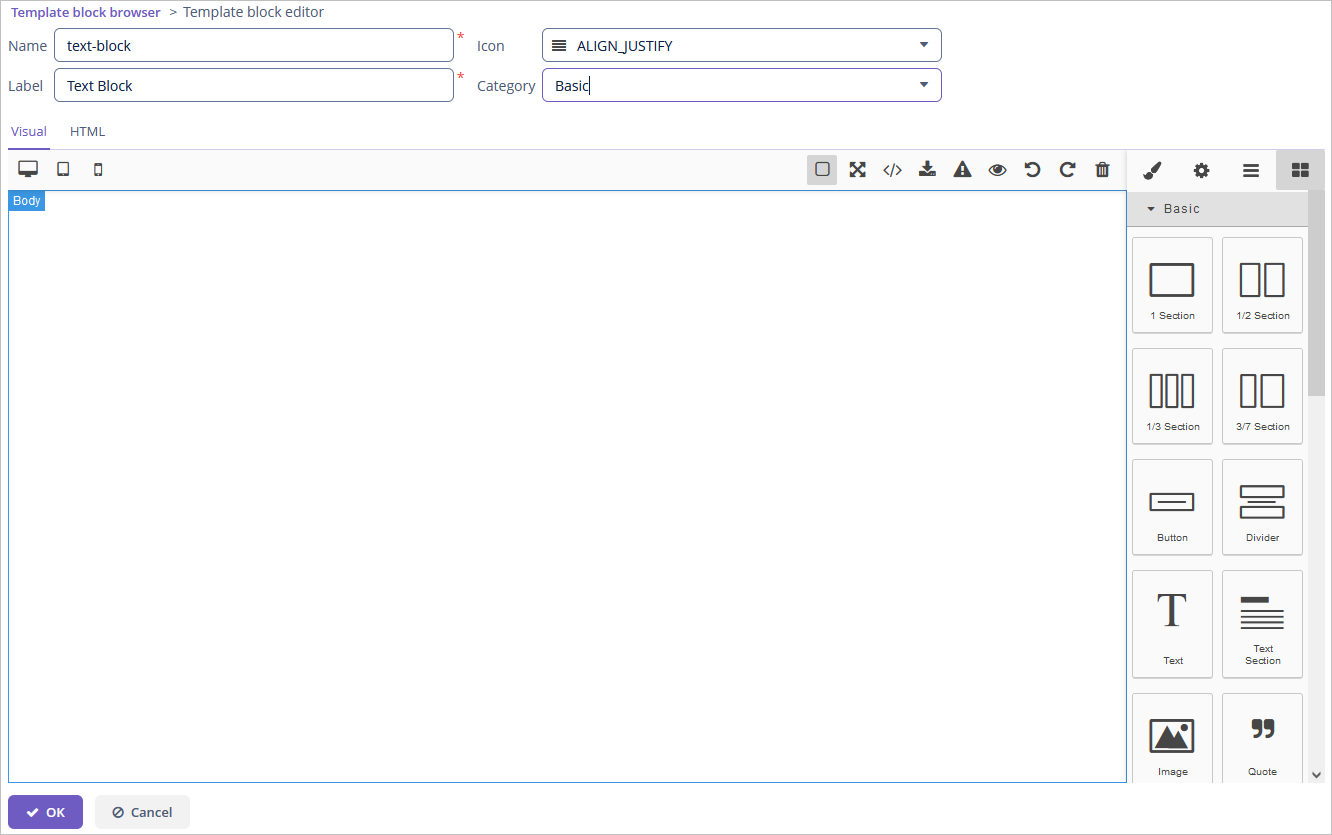 Template block browser > Template block editor
Name text-block * Icon ALIGN_JUSTIFY
Label Text Block * Category Basic
Visual HTML
Body
Basic
1 Section 1/2 Section
1/3 Section 3/7 Section
Button Divider
Text Text Section
Image Quote
OK Cancel